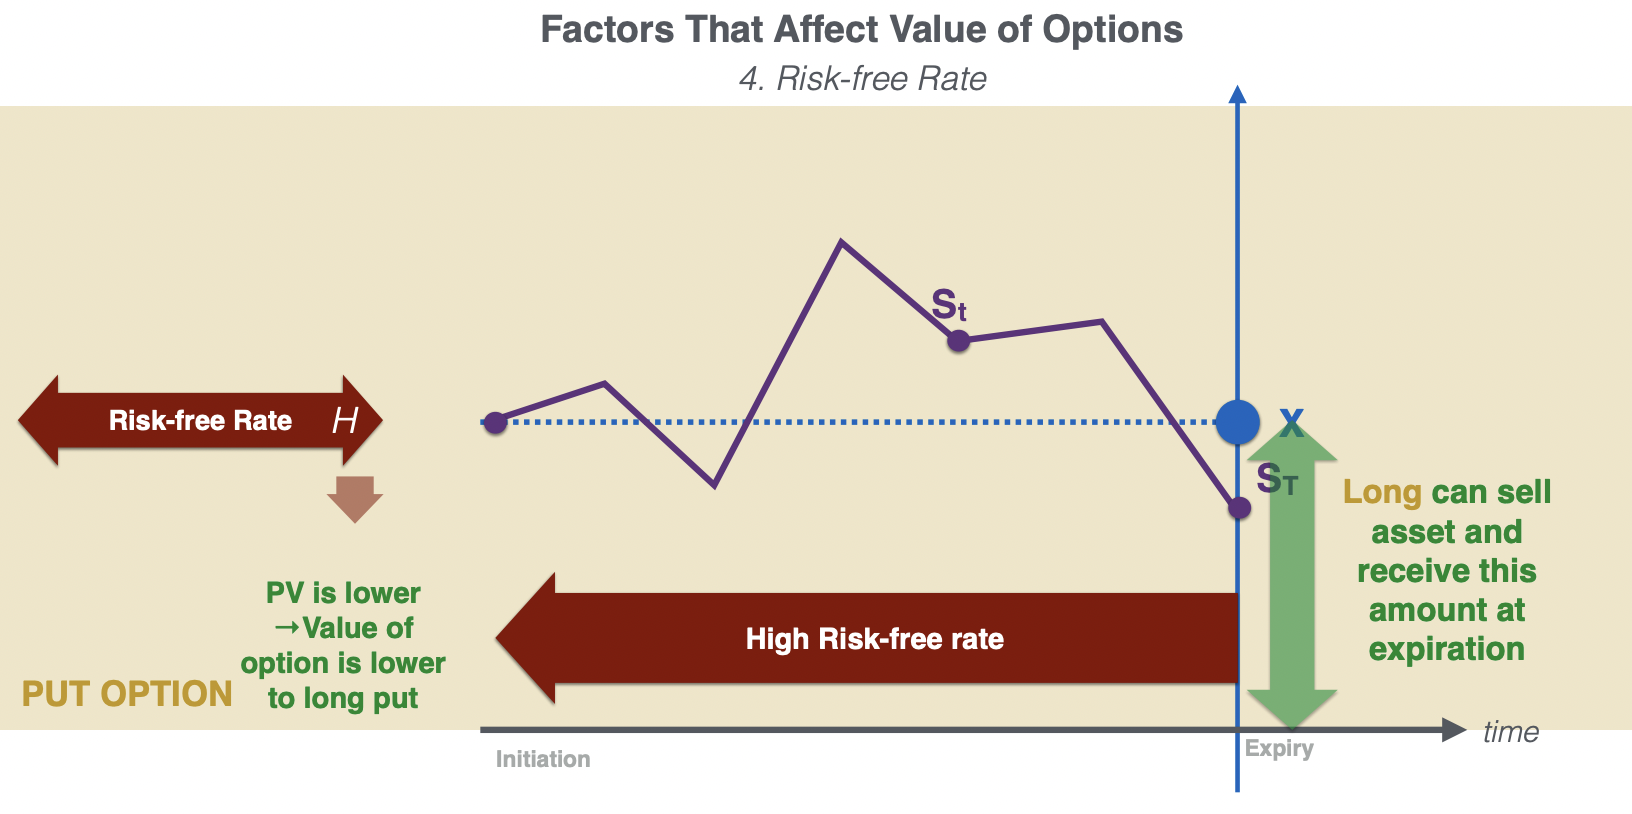 Factors That Affect Value of Options
4. Risk-free Rate
Risk-free Rate H
S_t
X
S_T
Long can sell
asset and
receive this
amount at
expiration
PV is lower
→Value of
option is lower
to long put
PUT OPTION
High Risk-free rate
time
Initiation
Expiry